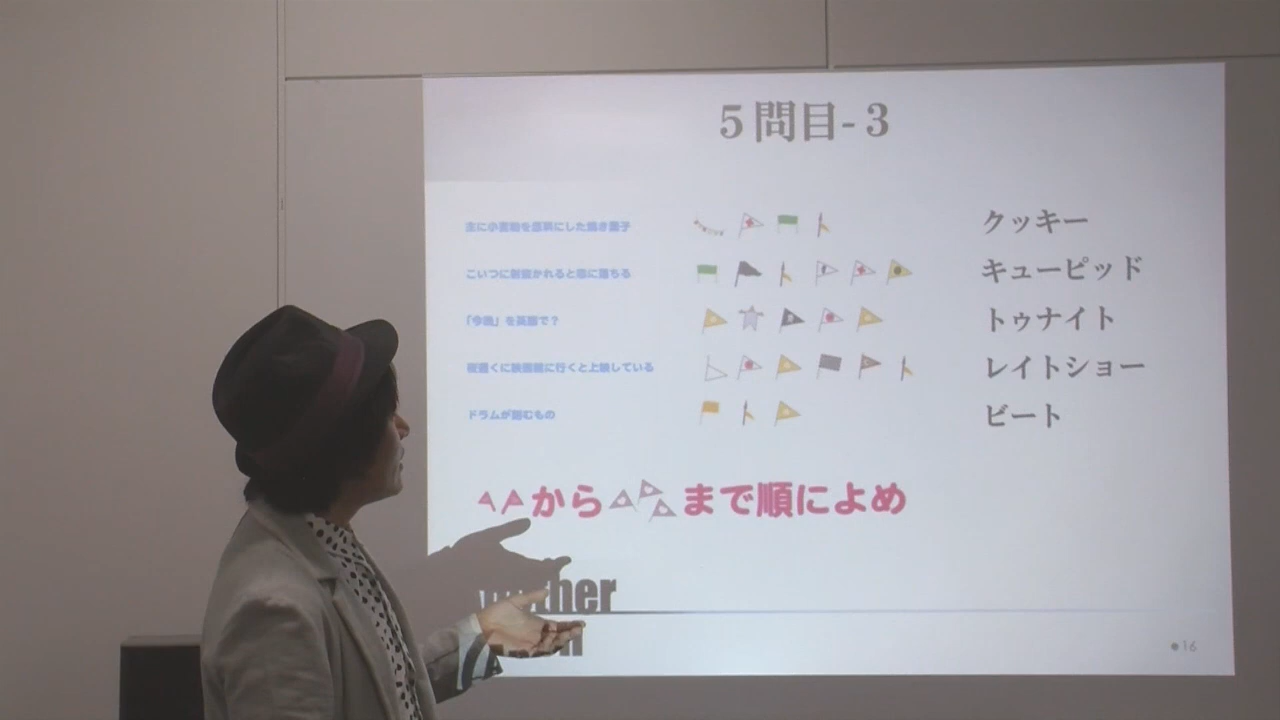 5問目-3
主に小麦粉を原料にした焼き菓子
クッキー
こいつに射抜かれると恋に落ちる
キューピッド
「今晩」を英語で？
トゥナイト
夜遅くに映画館に行くと上映している
レイトショー
ドラムが刻むもの
ビート
から まで順によめ
16